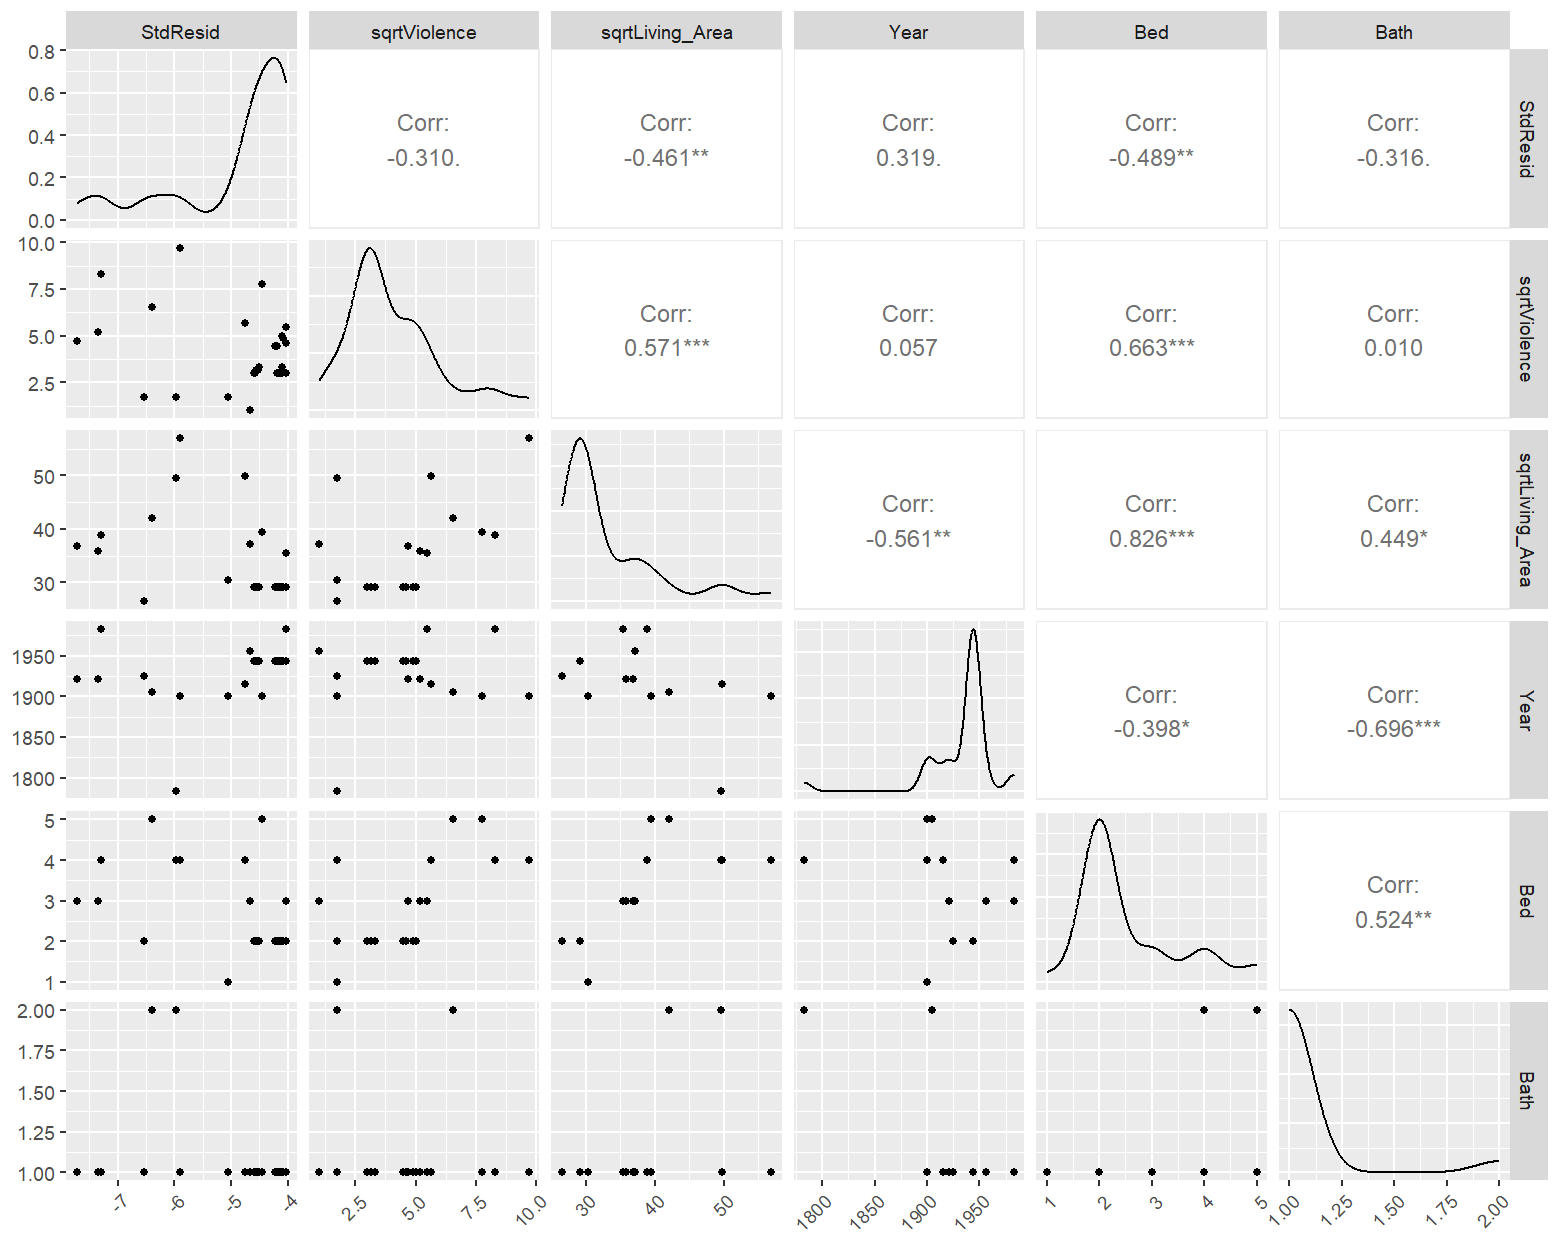 StdResid sqrtViolence sqrtLiving_Area Year Bed Bath
0.8
0.6
0.4
0.2
0.0
Corr:
-0.310.
Corr:
-0.461**
Corr:
0.319.
Corr:
-0.489**
Corr:
-0.316.
StdResid
10.0
7.5
5.0
2.5
Corr:
0.571***
Corr:
0.057
Corr:
0.663***
Corr:
0.010
sqrtViolence
50
40
30
Corr:
-0.561**
Corr:
0.826***
Corr:
0.449*
sqrtLiving_Area
1950
1900
1850
1800
Corr:
-0.398*
Corr:
-0.696***
Year
5
4
3
2
1
Corr:
0.524**
Bed
2.00
1.75
1.50
1.25
1.00
Bath
-7 -6 -5 -4
2.5 5.0 7.5 10.0
30 40 50
1800 1850 1900 1950
1 2 3 4 5
1.00 1.25 1.50 1.75 2.00